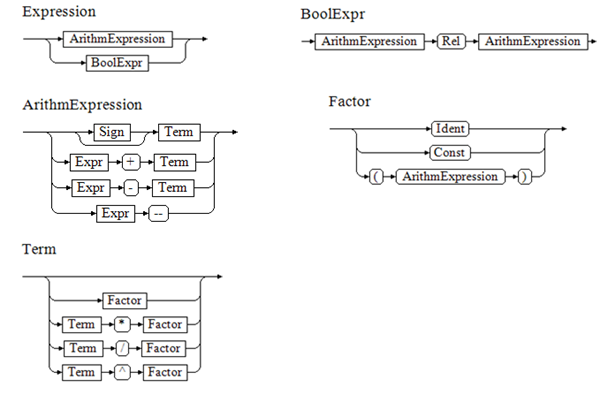 Expression
ArithmExpression
BoolExpr
BoolExpr
ArithmExpression Rel ArithmExpression
ArithmExpression
Sign Term
Expr + Term
Expr - Term
Expr --
Factor
Ident
Const
( ArithmExpression )
Term
Factor
Term * Factor
Term / Factor
Term ^ Factor